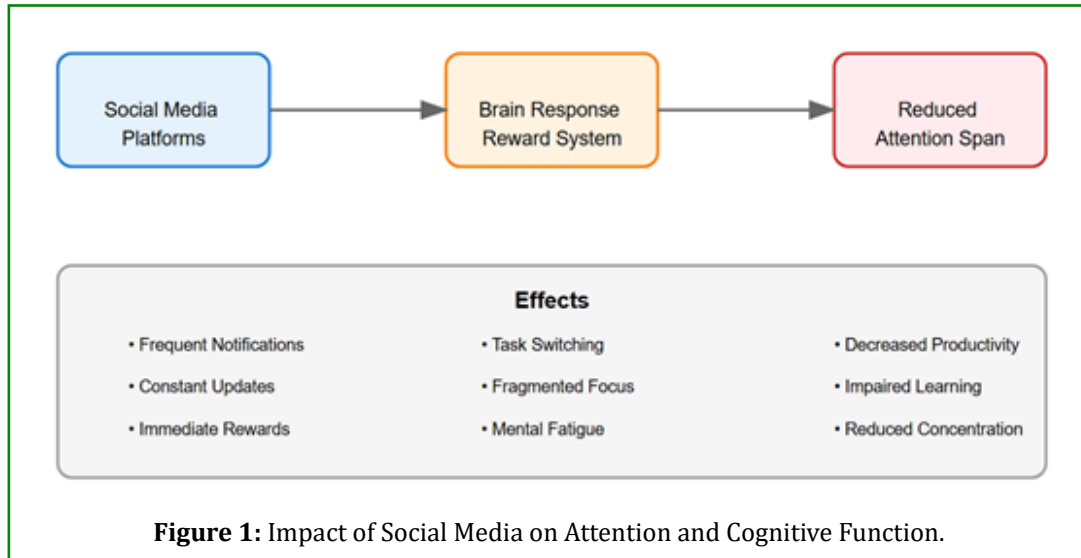 Social Media
Platforms
Brain Response
Reward System
Reduced
Attention Span
Effects
• Frequent Notifications
• Task Switching
• Decreased Productivity
• Constant Updates
• Fragmented Focus
• Impaired Learning
• Immediate Rewards
• Mental Fatigue
• Reduced Concentration
Figure 1: Impact of Social Media on Attention and Cognitive Function.